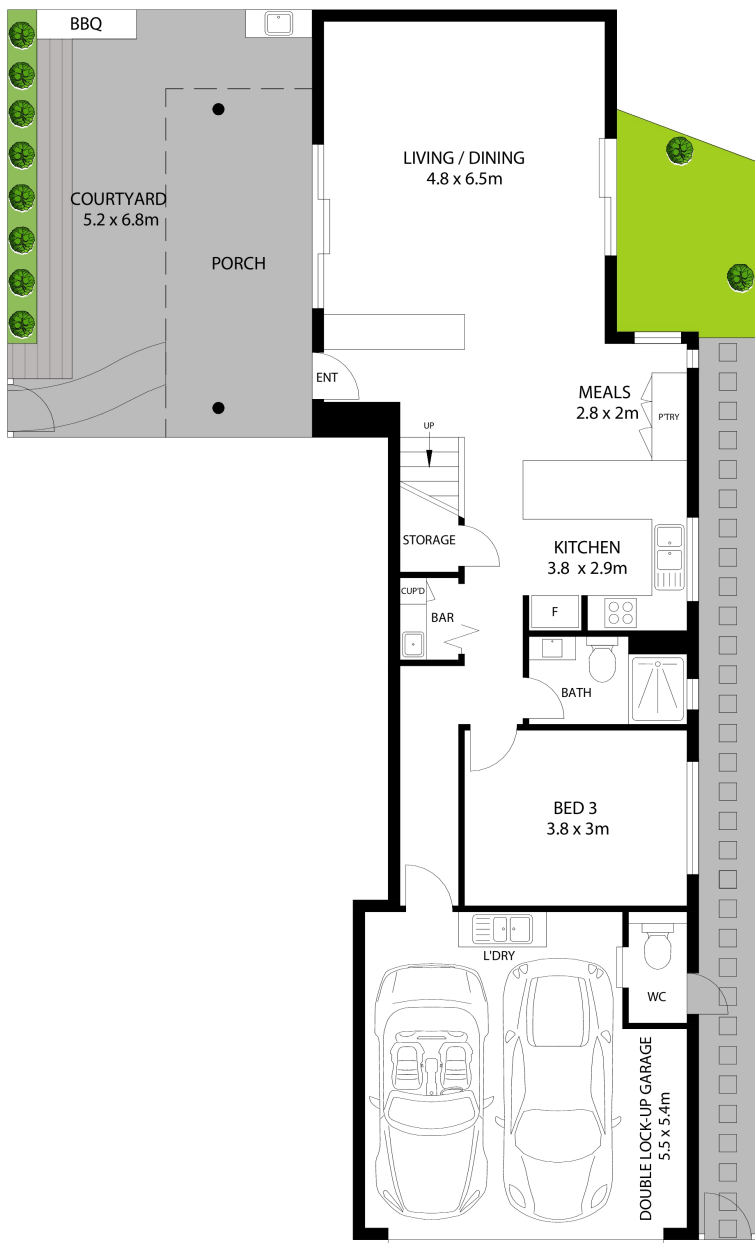 BBQ
LIVING / DINING
4.8 x 6.5m
COURTYARD
5.2 x 6.8m
PORCH
ENT
MEALS
2.8 x 2m
P'TRY
UP
STORAGE
KITCHEN
3.8 x 2.9m
CUP'D
BAR
F
BATH
BED 3
3.8 x 3m
L'DRY
WC
DOUBLE LOCK-UP GARAGE
5.5 x 5.4m